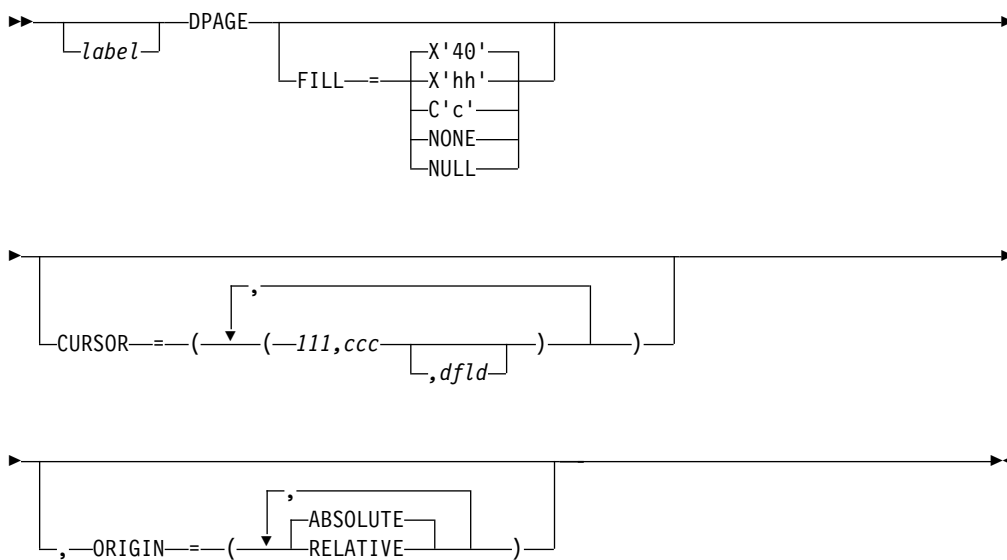 label DPAGE
FILL = X'40'
X'hh'
C'c'
NONE
NULL
,
CURSOR = ( ( 111,ccc ,dfld ) )
,
, ORIGIN = ( ABSOLUTE
RELATIVE )